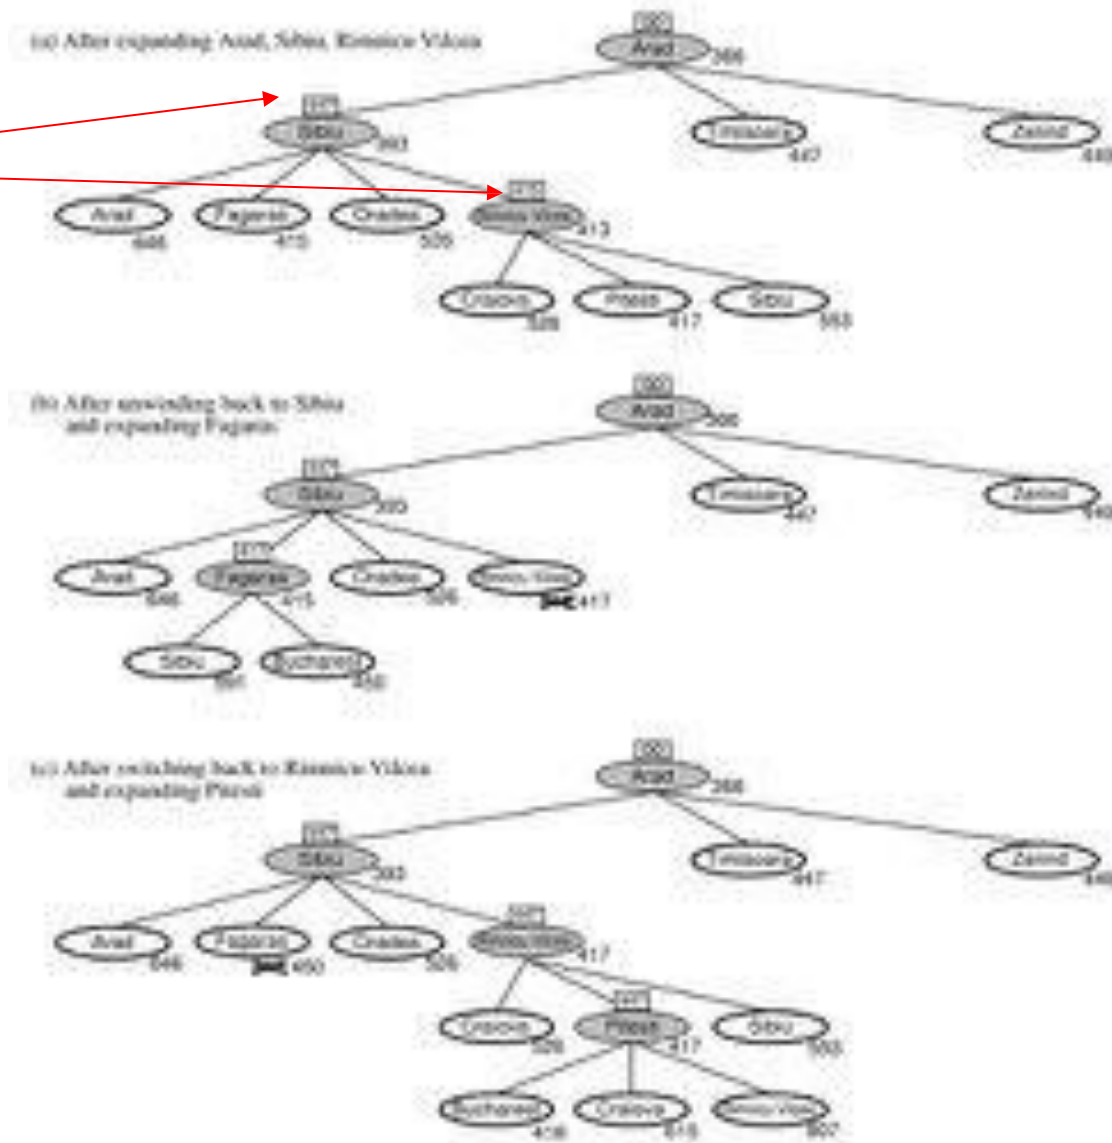 (a) After expanding Arad, Sibiu, Rimnicu Vilcea
Arad 366
Sibiu 393
Timisoara 447
Zerind 449
Arad 646
Fagaras 415
Oradea 526
Rimnicu Vilcea 413
Craiova 526
Pitesti 417
Sibiu 553
(b) After unwinding back to Sibiu
and expanding Fagaras
Arad 366
Sibiu 393
Timisoara 447
Zerind 449
Arad 646
Fagaras 415
Oradea 526
417
Sibiu 591
Bucharest 450
(c) After switching back to Rimnicu Vilcea
and expanding Pitesti
Arad 366
Sibiu 393
Timisoara 447
Zerind 449
Arad 646
Fagaras 450
Oradea 526
417
Craiova 526
Pitesti 417
Sibiu 553
Bucharest 418
Craiova 615
607